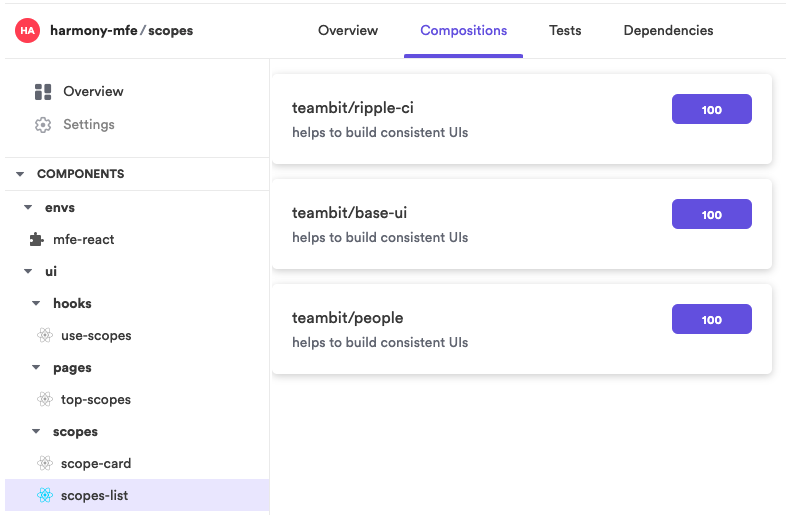 HA harmony-mfe/scopes
Overview Compositions Tests Dependencies
Overview
Settings
COMPONENTS
envs
mfe-react
ui
hooks
use-scopes
pages
top-scopes
scopes
scope-card
scopes-list
teambit/ripple-ci
100
helps to build consistent UIs
teambit/base-ui
100
helps to build consistent UIs
teambit/people
100
helps to build consistent UIs